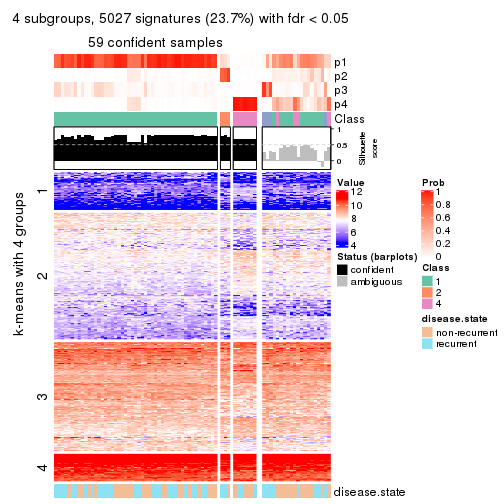 4 subgroups, 5027 signatures (23.7%) with fdr < 0.05
59 confident samples
p1
p2
p3
p4
Class
1
0.5
0
Silhouette
score
k-means with 4 groups
1
2
3
4
disease.state
Value
12
10
8
6
4
Status (barplots)
confident
ambiguous
Prob
1
0.8
0.6
0.4
0.2
0
Class
1
2
4
disease.state
non-recurrent
recurrent